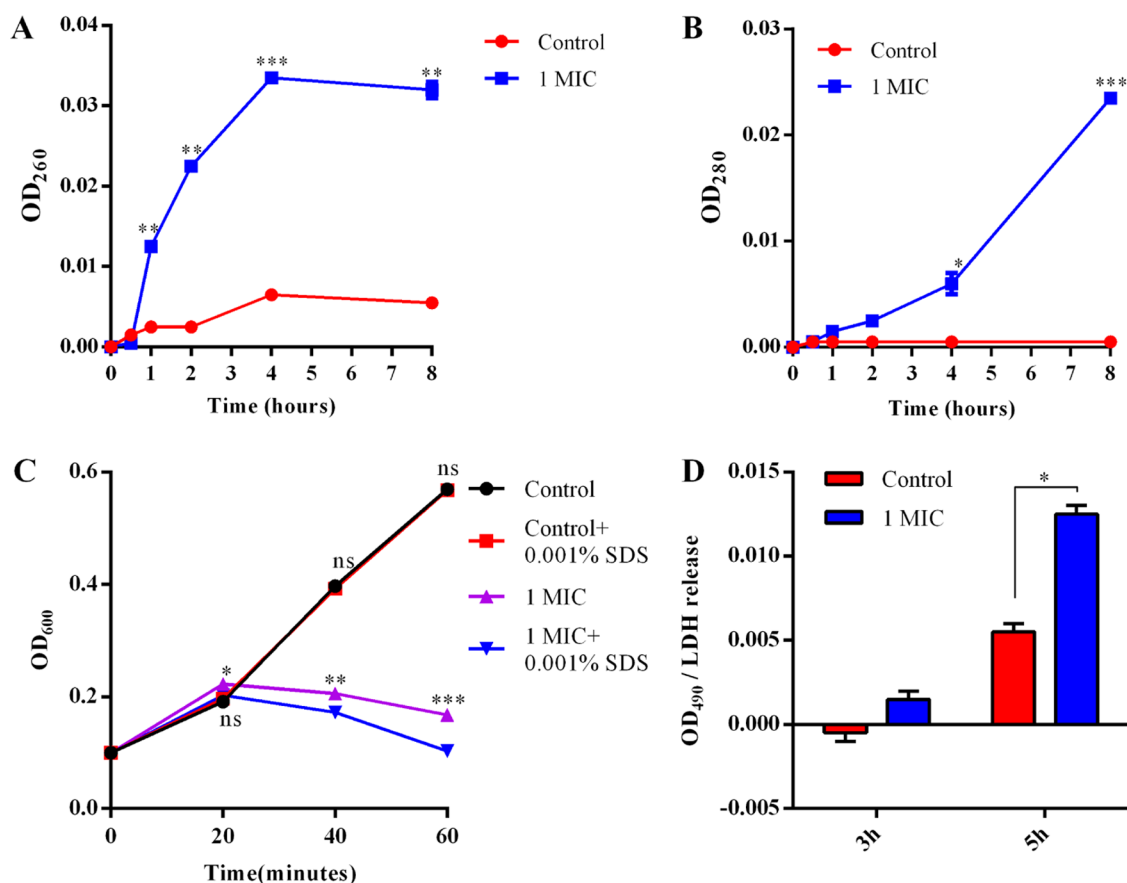 A
0.04
0.03
0.02
0.01
0.00
OD260
Control
1 MIC
**
**
***
**
0 1 2 3 4 5 6 7 8
Time (hours)
B
0.03
0.02
0.01
0.00
OD280
Control
1 MIC
*
***
0 1 2 3 4 5 6 7 8
Time (hours)
C
0.6
0.4
0.2
0.0
OD600
ns
ns
ns
*
**
***
Control
Control+
0.001% SDS
1 MIC
1 MIC+
0.001% SDS
0 20 40 60
Time(minutes)
D
0.015
0.010
0.005
0.000
-0.005
OD490 / LDH release
Control
1 MIC
*
3h 5h